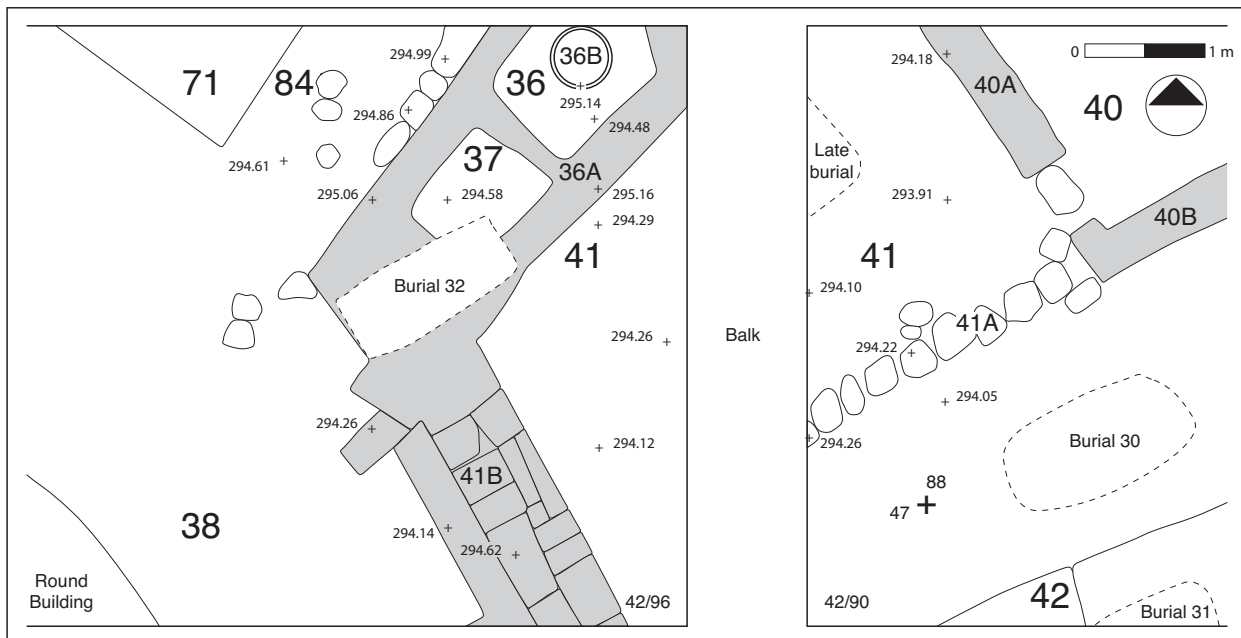 71
84
294.99
36
36B
295.14
294.86
294.48
294.61
37
36A
295.06
294.58
295.16
294.29
41
Burial 32
294.26
294.26
294.12
41B
38
294.14
294.62
Round
Building
42/96
Balk
294.18
40A
40
0
1 m
Late
burial
293.91
40B
41
294.10
41A
294.22
294.05
294.26
Burial 30
88
47
42/90
42
Burial 31